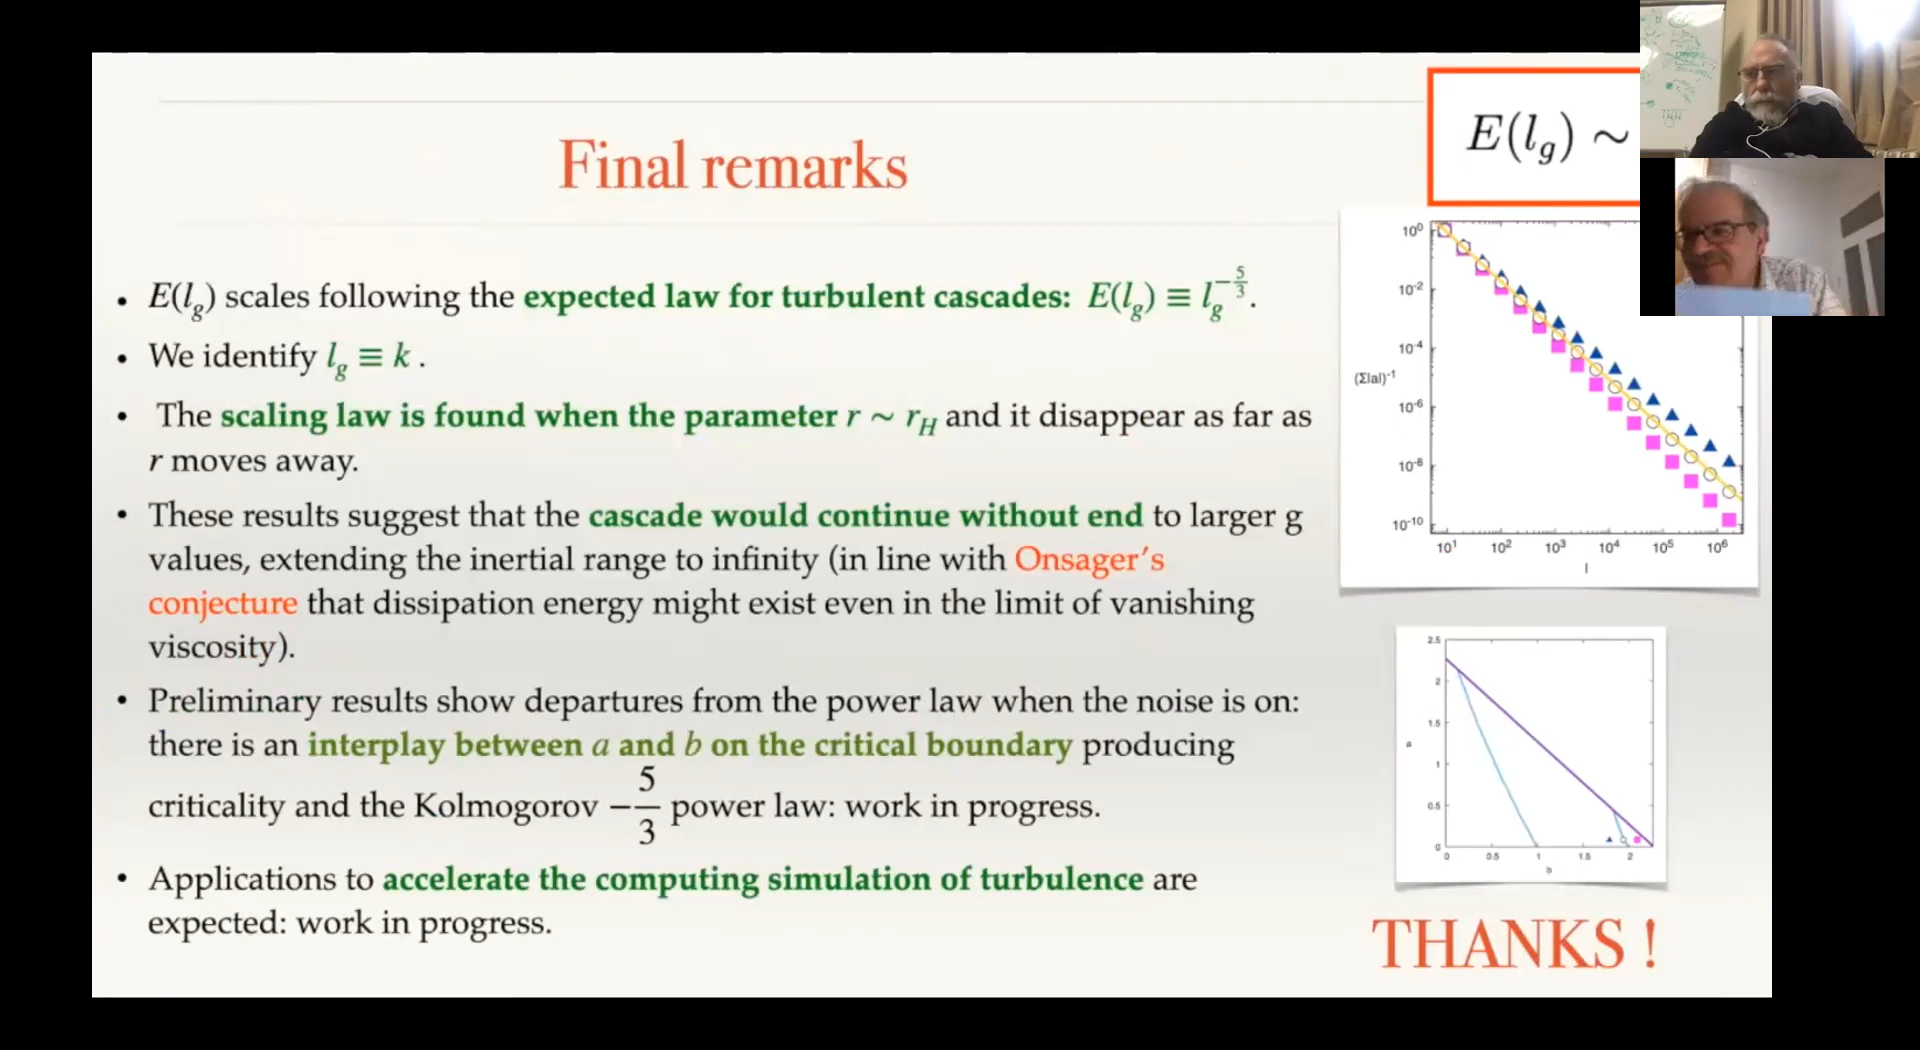 Final remarks
E(l_g) ∼
• E(l_g) scales following the expected law for turbulent cascades: E(l_g) ≡ l_g^{-5/3}.
• We identify l_g ≡ k .
• The scaling law is found when the parameter r ∼ r_H and it disappear as far as
r moves away.
• These results suggest that the cascade would continue without end to larger g
values, extending the inertial range to infinity (in line with Onsager's
conjecture that dissipation energy might exist even in the limit of vanishing
viscosity).
• Preliminary results show departures from the power law when the noise is on:
there is an interplay between a and b on the critical boundary producing
criticality and the Kolmogorov −5/3 power law: work in progress.
• Applications to accelerate the computing simulation of turbulence are
expected: work in progress.
10^0
10^-2
10^-4
(Σ|a|)^-1
10^-6
10^-8
10^-10
10^1 10^2 10^3 10^4 10^5 10^6
l
2.5
2
1.5
a
1
0.5
0
0 0.5 1 1.5 2
b
THANKS !